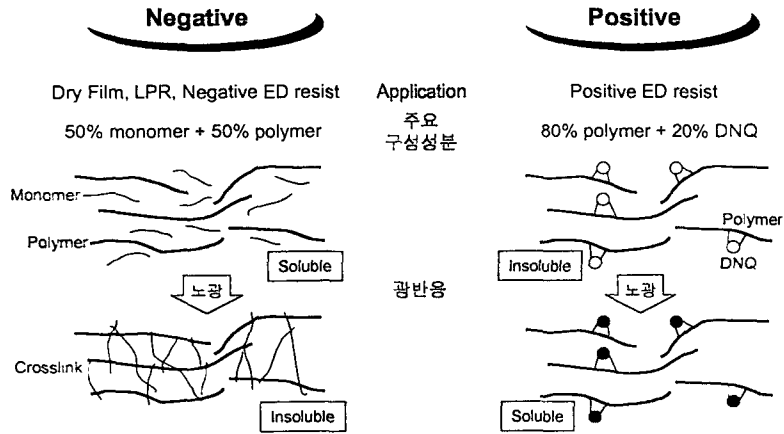 Negative
Positive
Dry Film, LPR, Negative ED resist
Application
Positive ED resist
50% monomer + 50% polymer
주요
구성성분
80% polymer + 20% DNQ
Monomer
Polymer
Soluble
Polymer
DNQ
Insoluble
노광
광반응
노광
Crosslink
Insoluble
Soluble